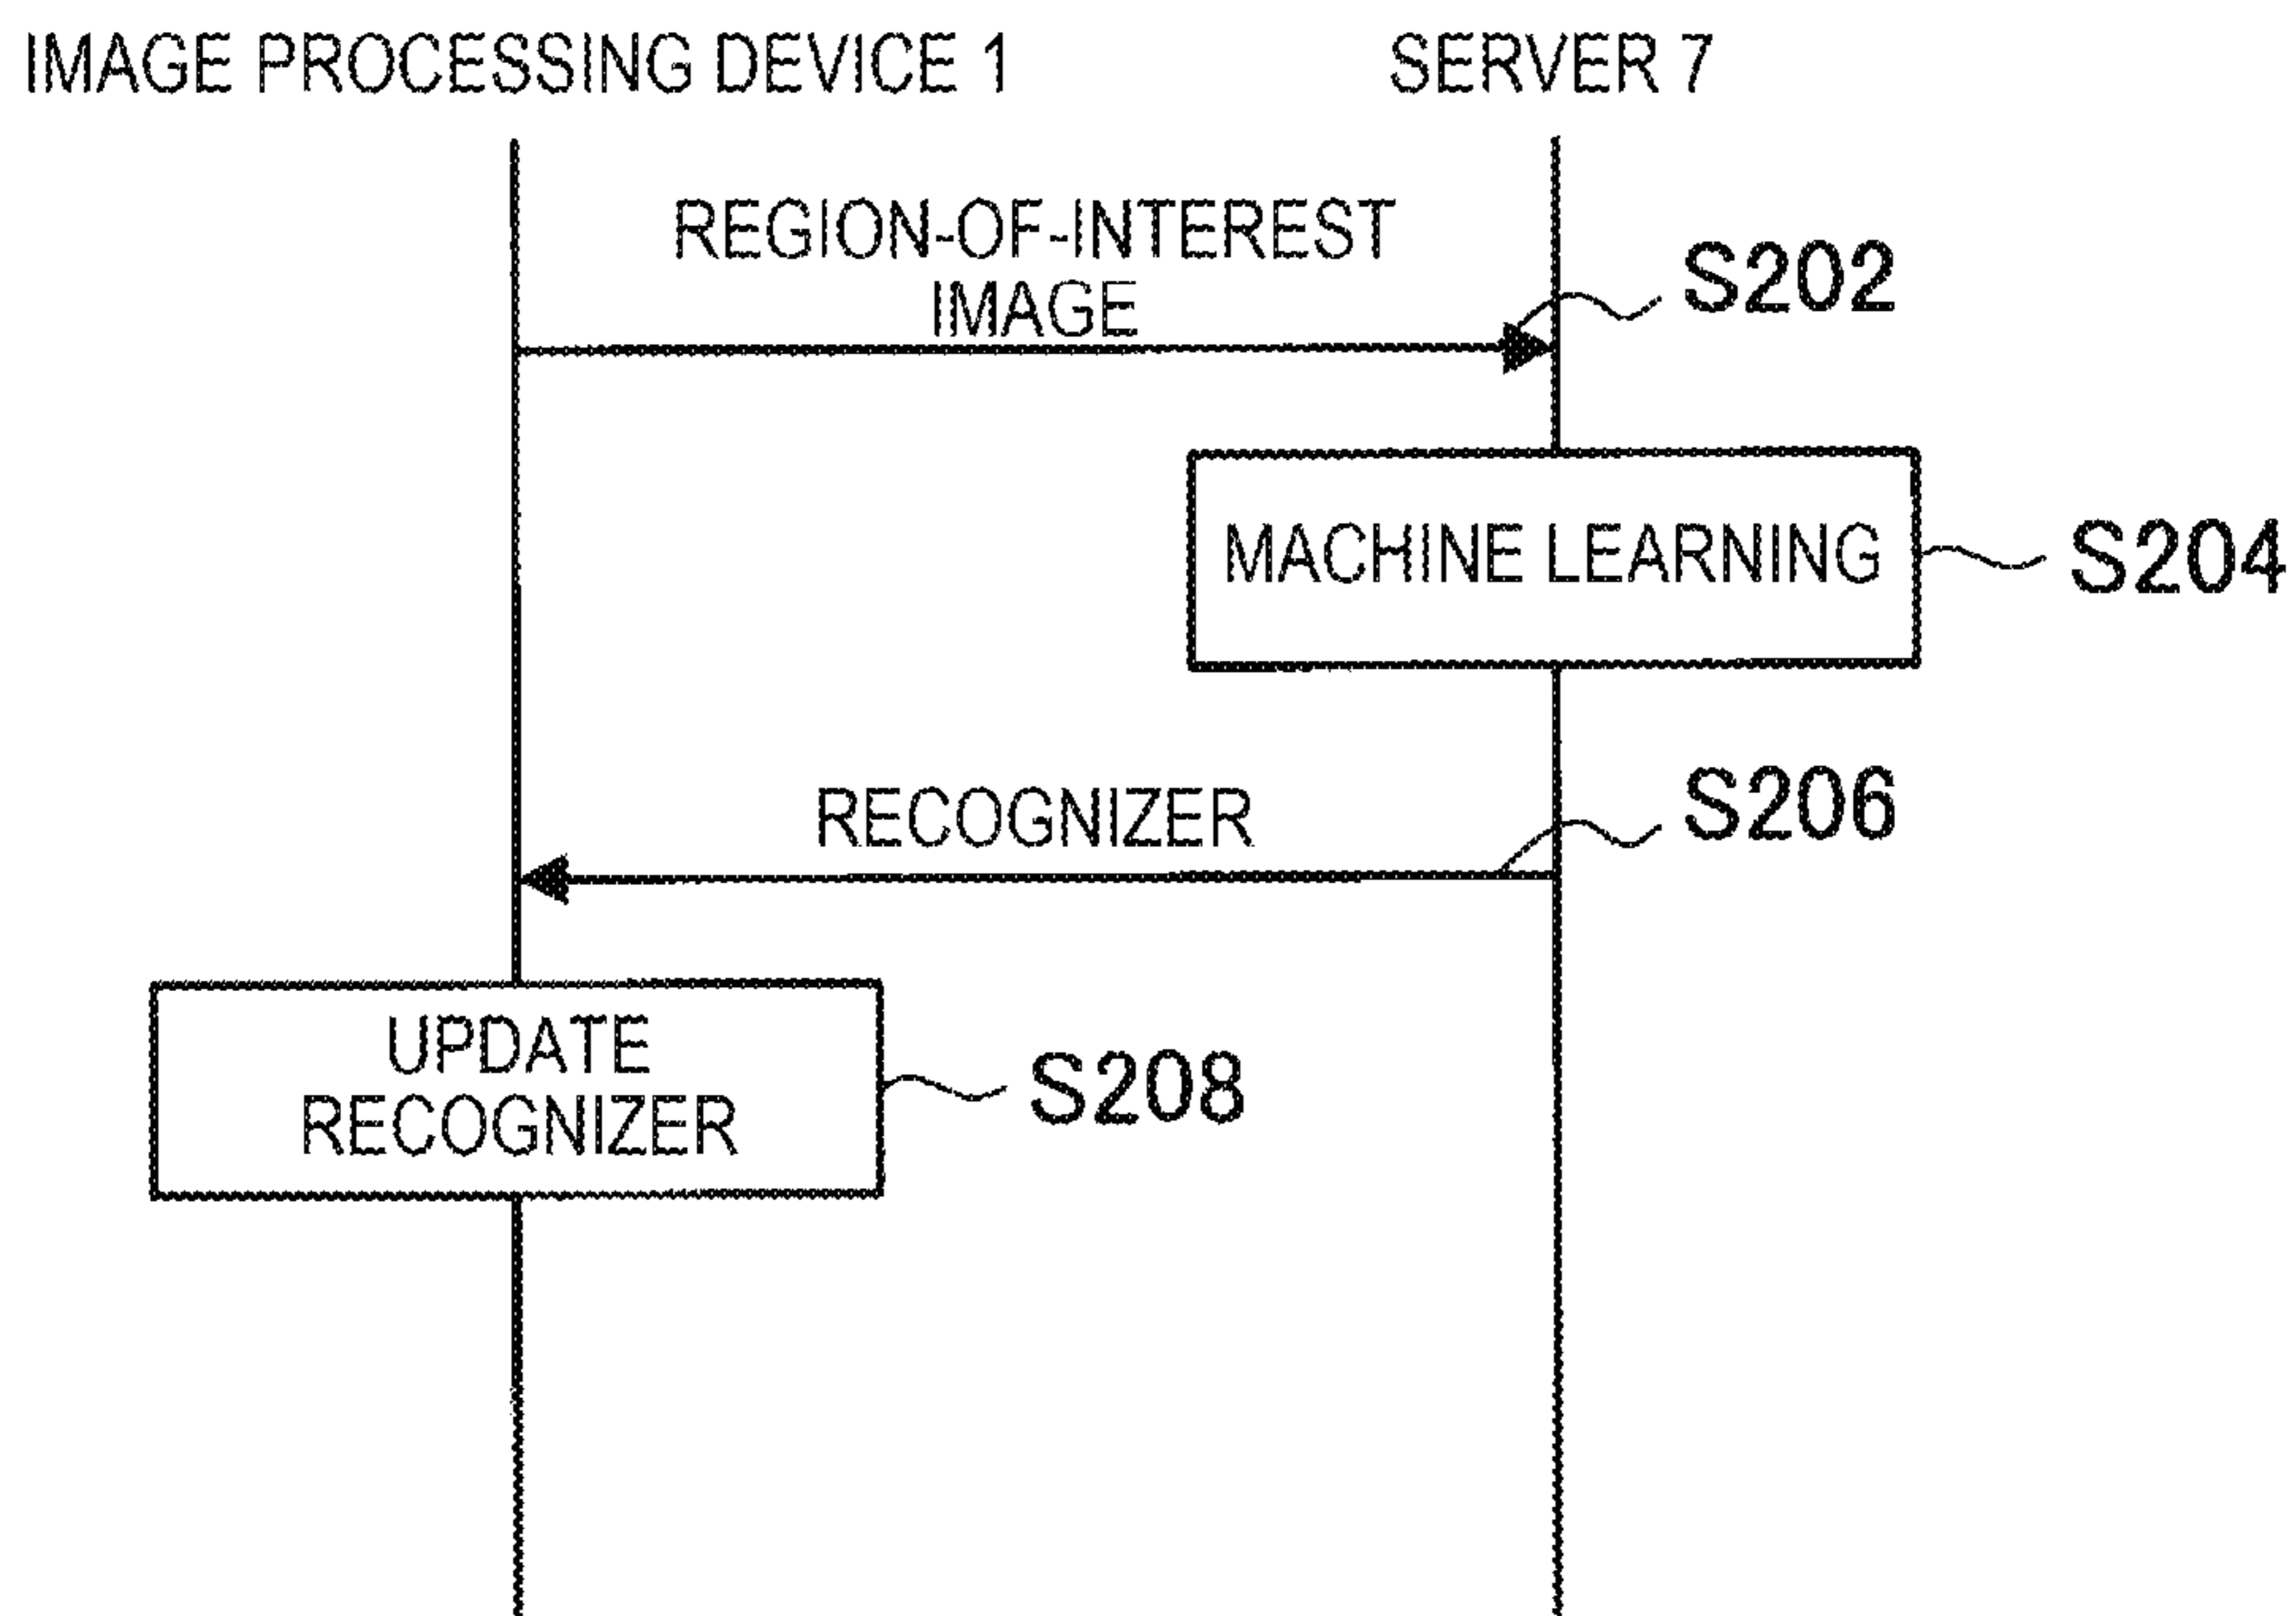 IMAGE PROCESSING DEVICE 1
SERVER 7
REGION-OF-INTEREST
IMAGE
S202
MACHINE LEARNING
S204
RECOGNIZER
S206
UPDATE
RECOGNIZER
S208